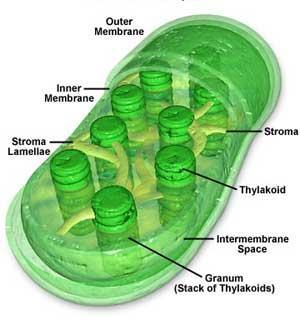 Outer
Membrane
Inner
Membrane
Stroma
Lamellae
Stroma
Thylakoid
Intermembrane
Space
Granum
(Stack of Thylakoids)